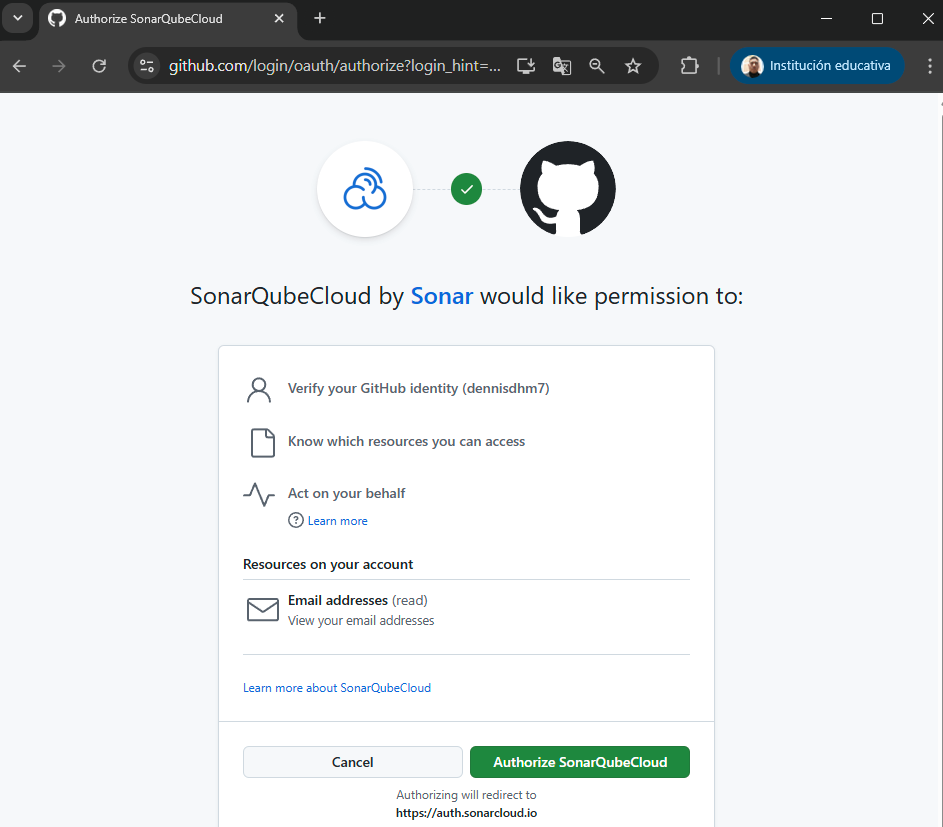 Authorize SonarQubeCloud
github.com/login/oauth/authorize?login_hint=...
Institución educativa
SonarQubeCloud by Sonar would like permission to:
Verify your GitHub identity (dennisdhm7)
Know which resources you can access
Act on your behalf
Learn more
Resources on your account
Email addresses (read)
View your email addresses
Learn more about SonarQubeCloud
Cancel
Authorize SonarQubeCloud
Authorizing will redirect to
https://auth.sonarcloud.io